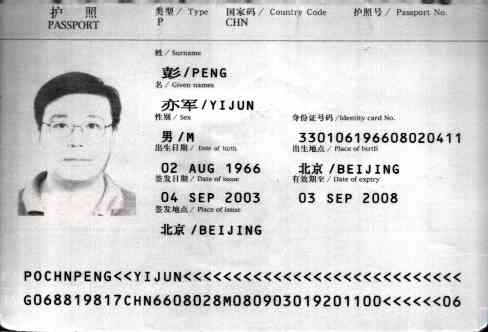 护 照 类型 / Type 国家码 / Country Code 护照号 / Passport No.
PASSPORT P CHN
姓 / Surname
彭/PENG
名 / Given names
亦军/YIJUN
性别 / Sex 身份证号码 /Identity card No.
男/M 330106196608020411
出生日期 / Date of birth 出生地点 / Place of birth
02 AUG 1966 北京/BEIJING
签发日期 / Date of issue 有效期至 / Date of expiry
04 SEP 2003 03 SEP 2008
签发地点 / Place of issue
北京/BEIJING
POCHNPENG<<YIJUN<<<<<<<<<<<<<<<<<<<<<<<<<<<<
G068819817CHN6608028M080903019201100<<<<<<06